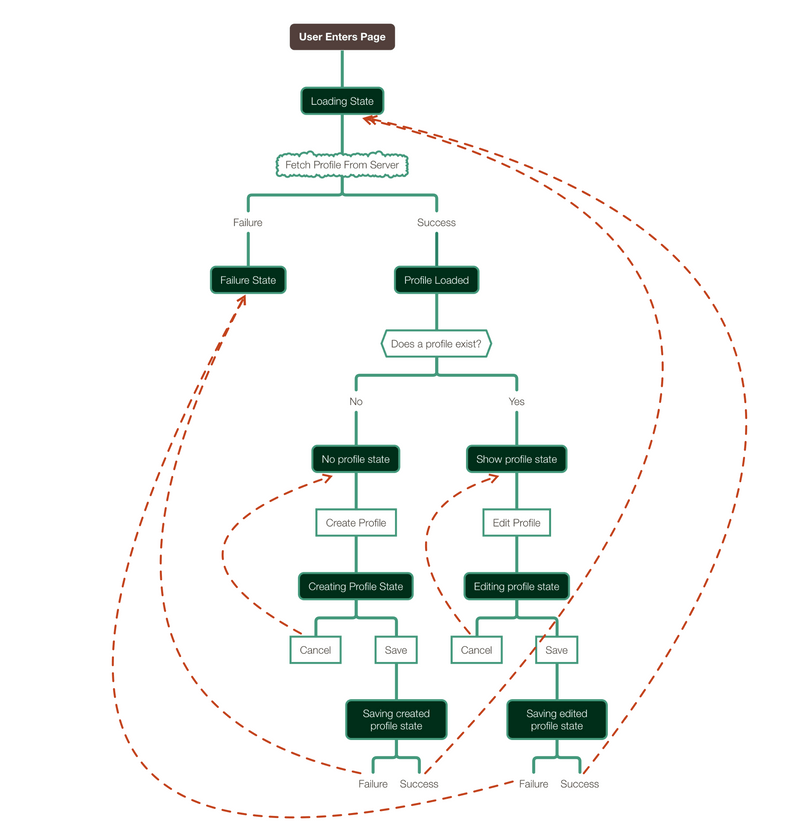 User Enters Page
Loading State
Fetch Profile From Server
Failure
Success
Failure State
Profile Loaded
Does a profile exist?
No
Yes
No profile state
Show profile state
Create Profile
Edit Profile
Creating Profile State
Editing profile state
Cancel
Save
Cancel
Save
Saving created
profile state
Saving edited
profile state
Failure
Success
Failure
Success